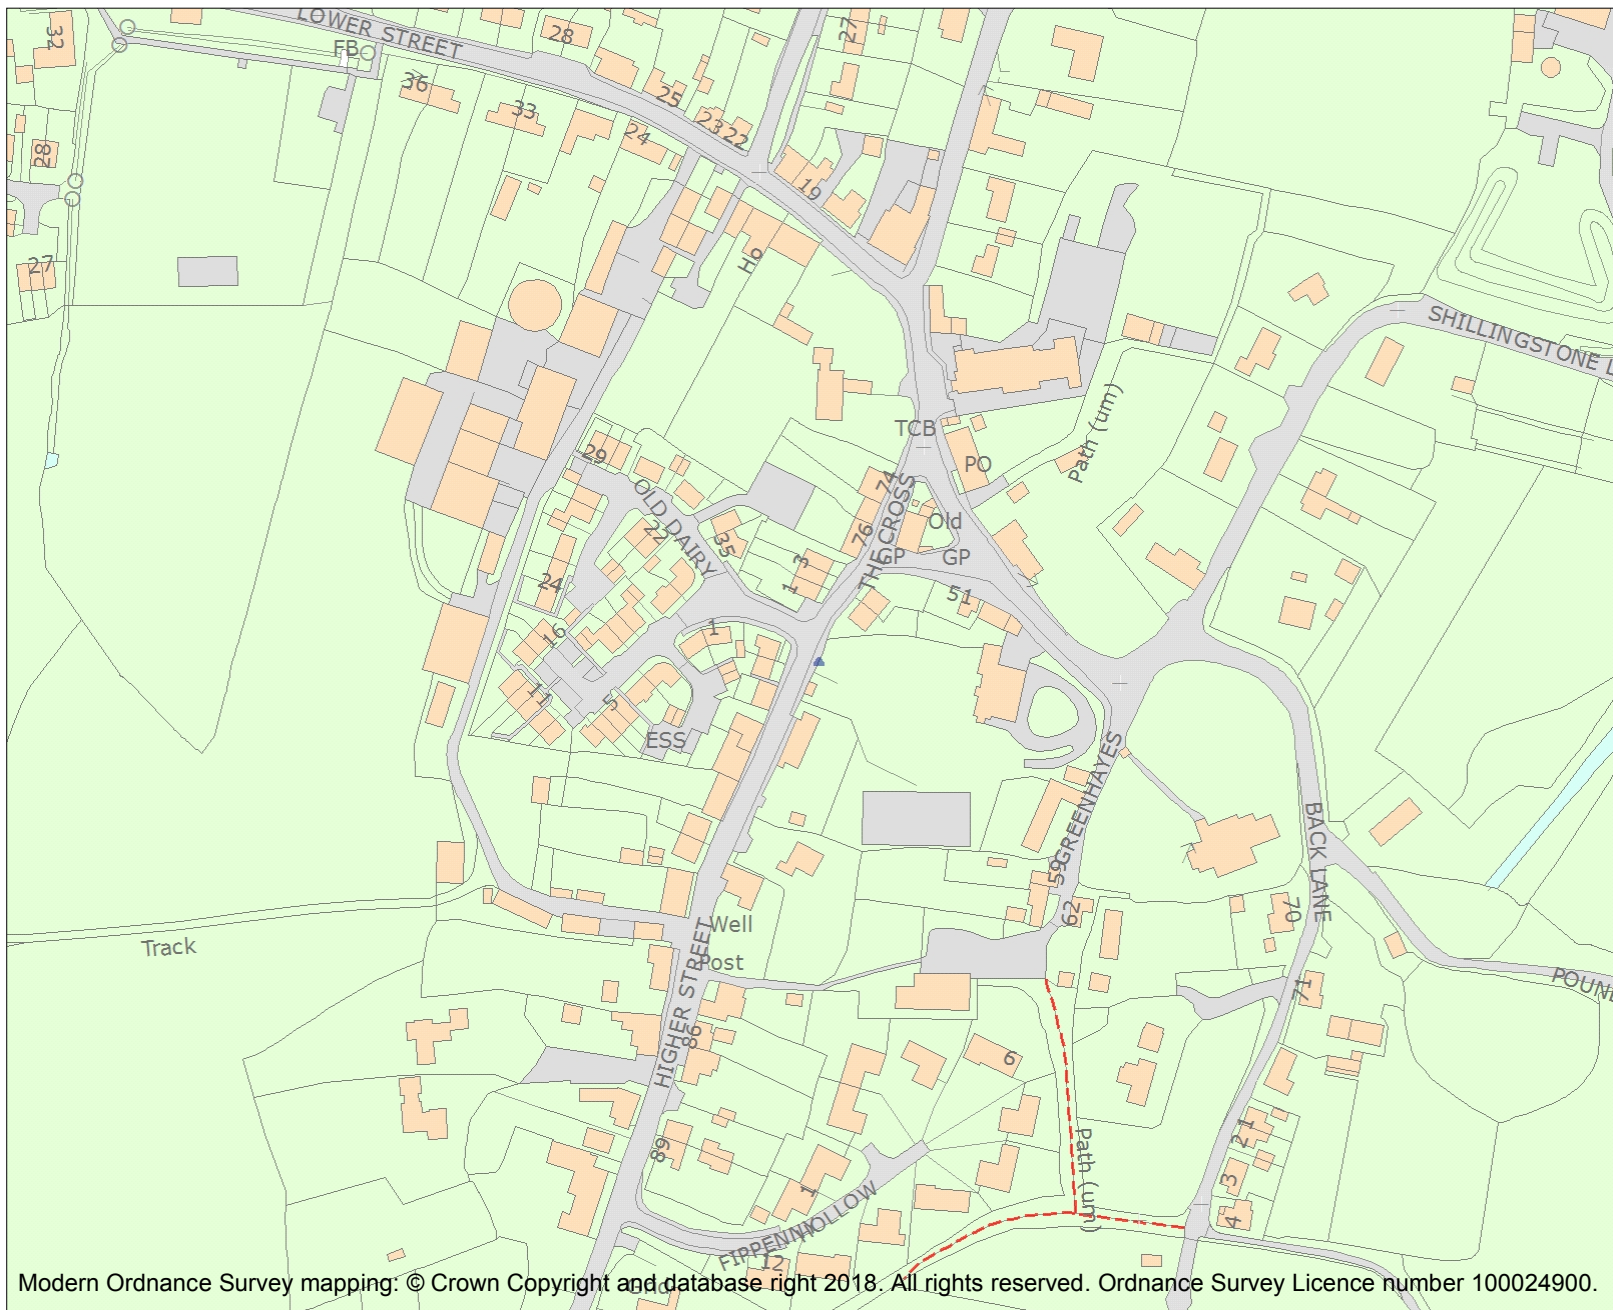 LOWER STREET
32
FB
28
27
36
33
25
23
22
24
28
19
27
Ho
SHILLINGSTONE L
TCB
Path (um)
29
PO
74
OLD DAIRY
22
35
THE CROSS
Old
76
GP
GP
3
1
24
51
16
1
11
5
ESS
GREENHAYES
BACK LANE
59
62
70
Well
Post
Track
HIGHER STREET
POUN
71
86
6
89
Path (um)
2 1
3
4
1
FIPPENNY HOLLOW
12
Modern Ordnance Survey mapping: © Crown Copyright and database right 2018. All rights reserved. Ordnance Survey Licence number 100024900.